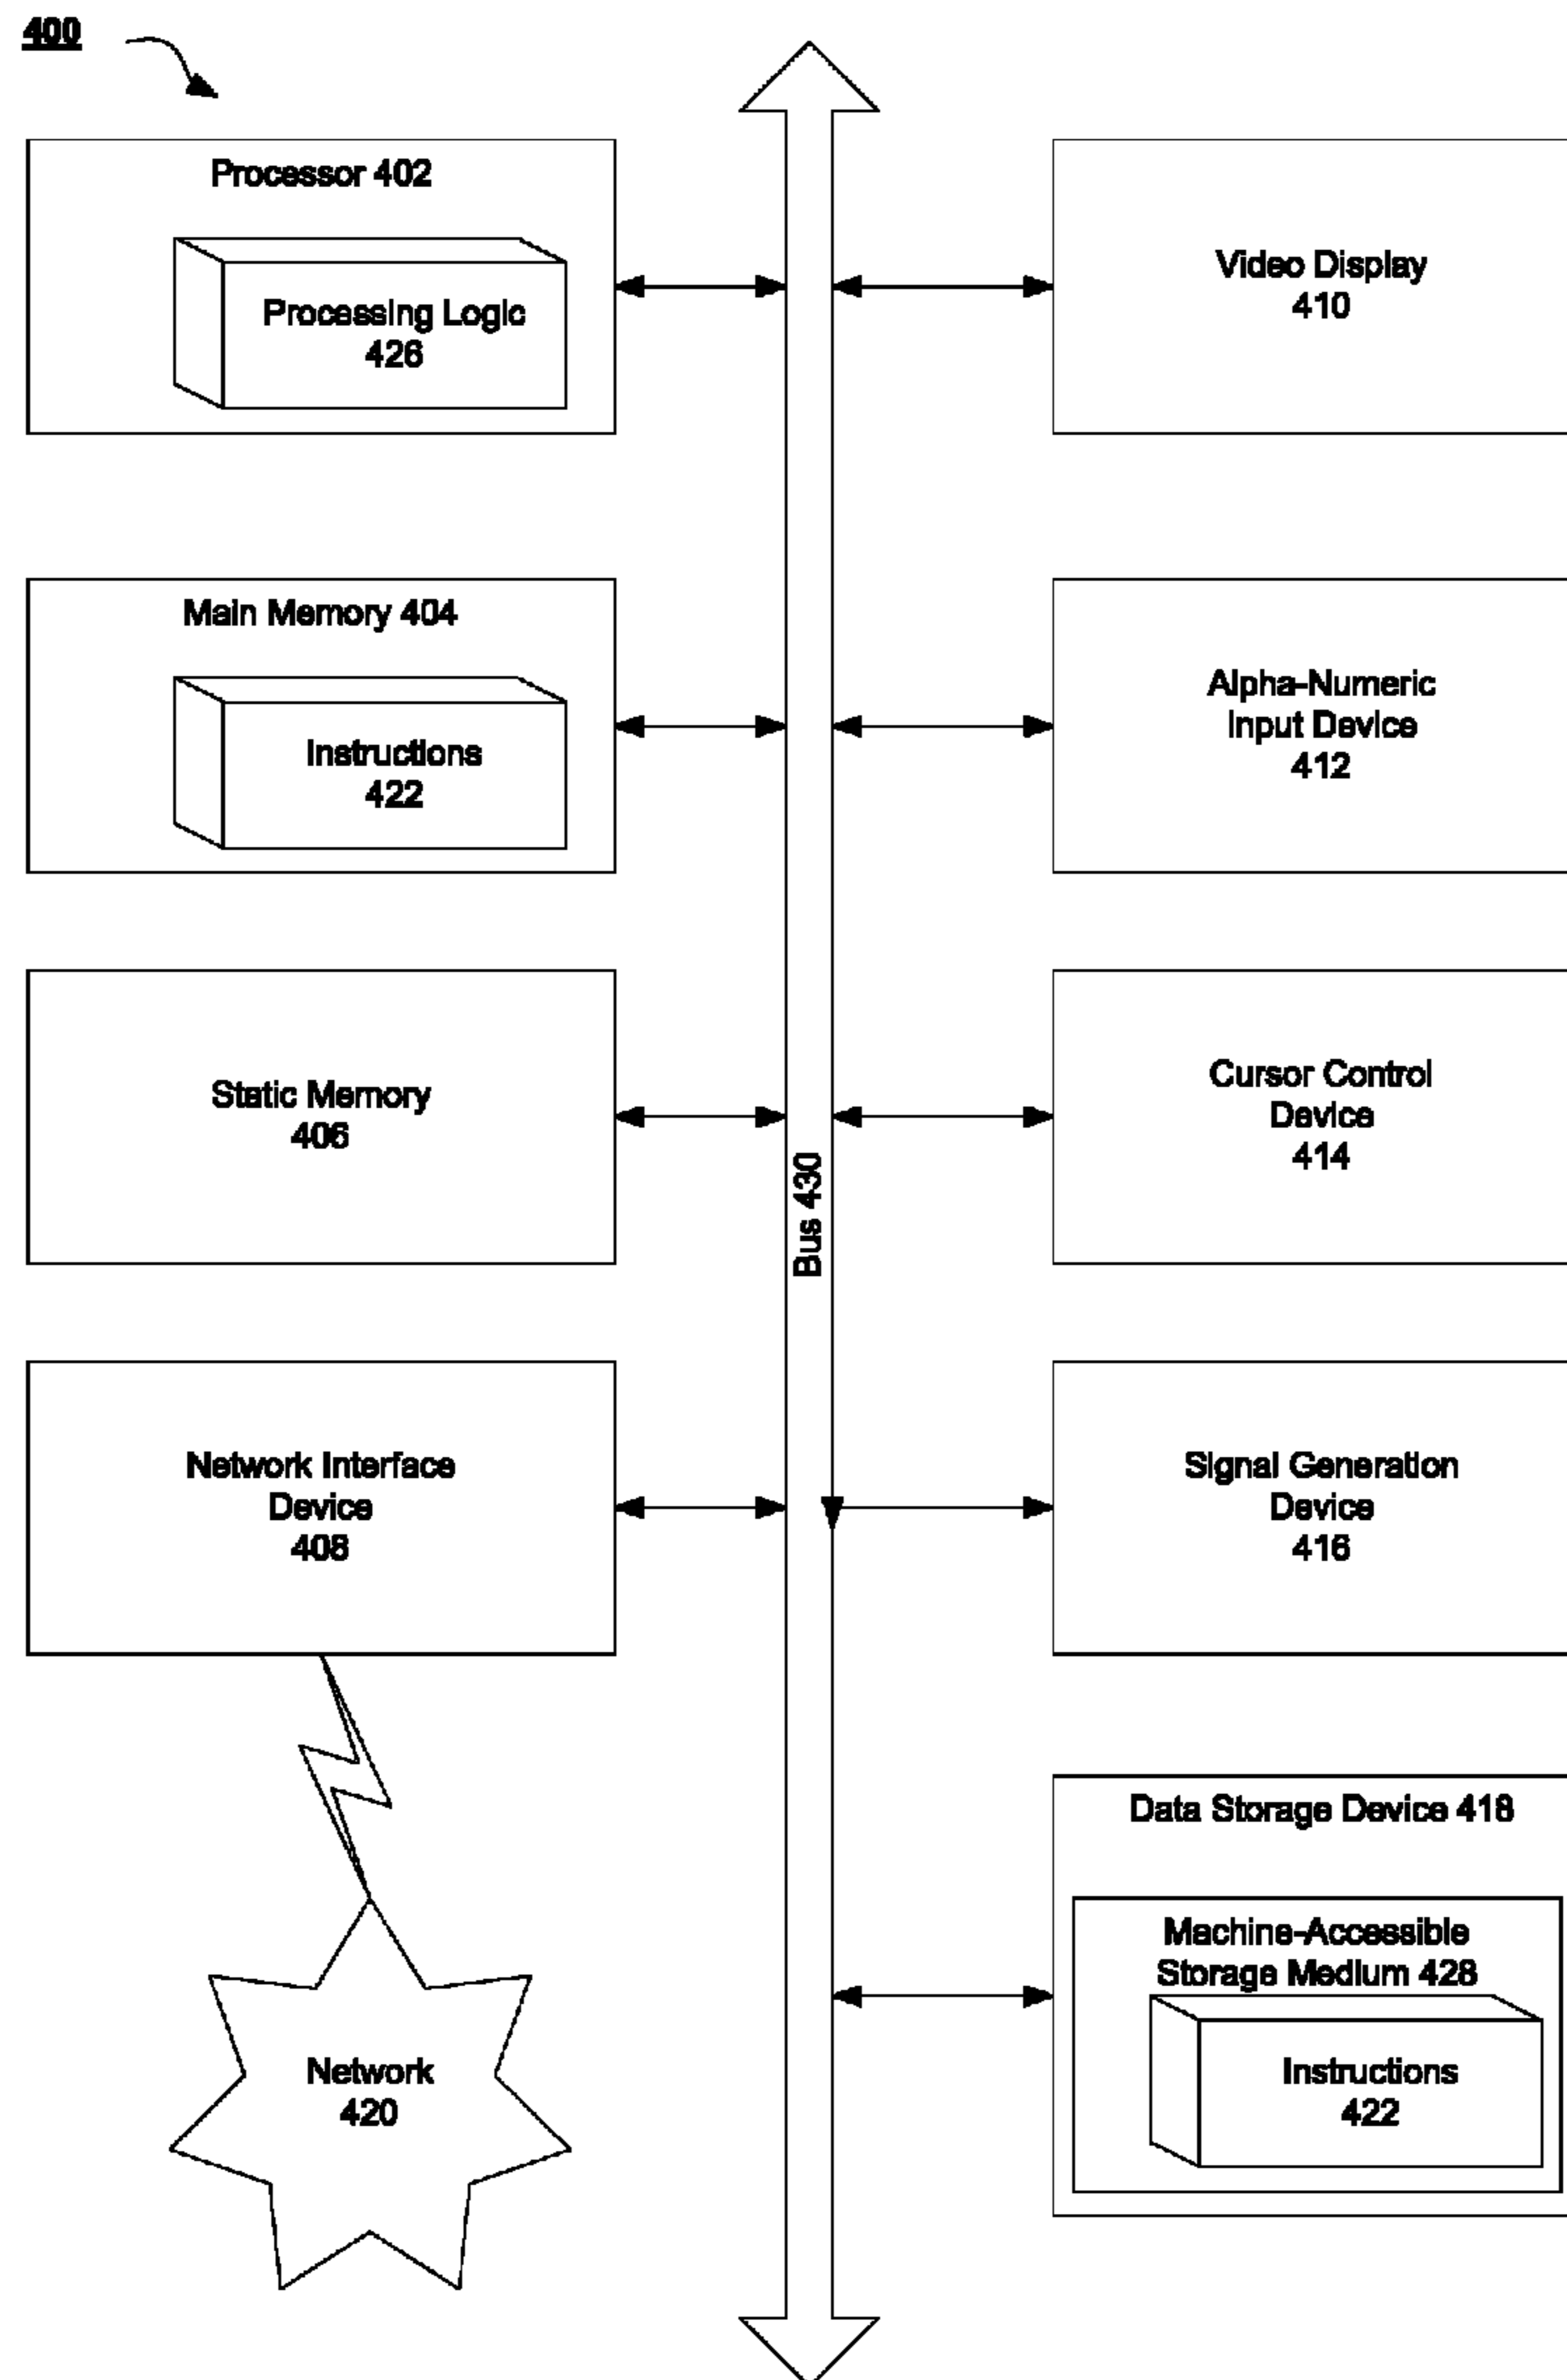 400
Processor 402
Processing Logic
426
Main Memory 404
Instructions
422
Static Memory
406
Network Interface
Device
408
Network
420
Bus 430
Video Display
410
Alpha-Numeric
Input Device
412
Cursor Control
Device
414
Signal Generation
Device
416
Data Storage Device 418
Machine-Accessible
Storage Medium 428
Instructions
422